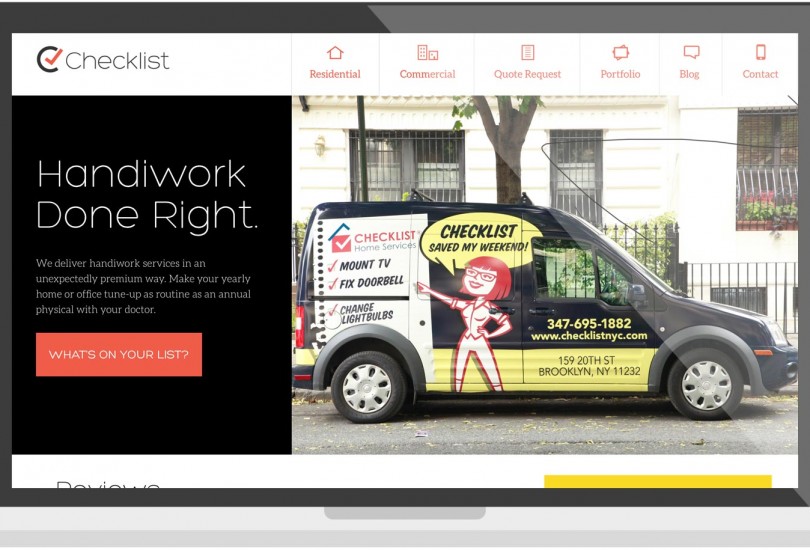 Checklist
Residential
Commercial
Quote Request
Portfolio
Blog
Contact
Handiwork
Done Right.
We deliver handiwork services in an
unexpectedly premium way. Make your yearly
home or office tune-up as routine as an annual
physical with your doctor.
WHAT'S ON YOUR LIST?
CHECKLIST
Home Services
MOUNT TV
FIX DOORBELL
CHANGE
LIGHTBULBS
CHECKLIST
SAVED MY WEEKEND!
347-695-1882
www.checklistnyc.com
159 20TH ST
BROOKLYN, NY 11232
Reviews